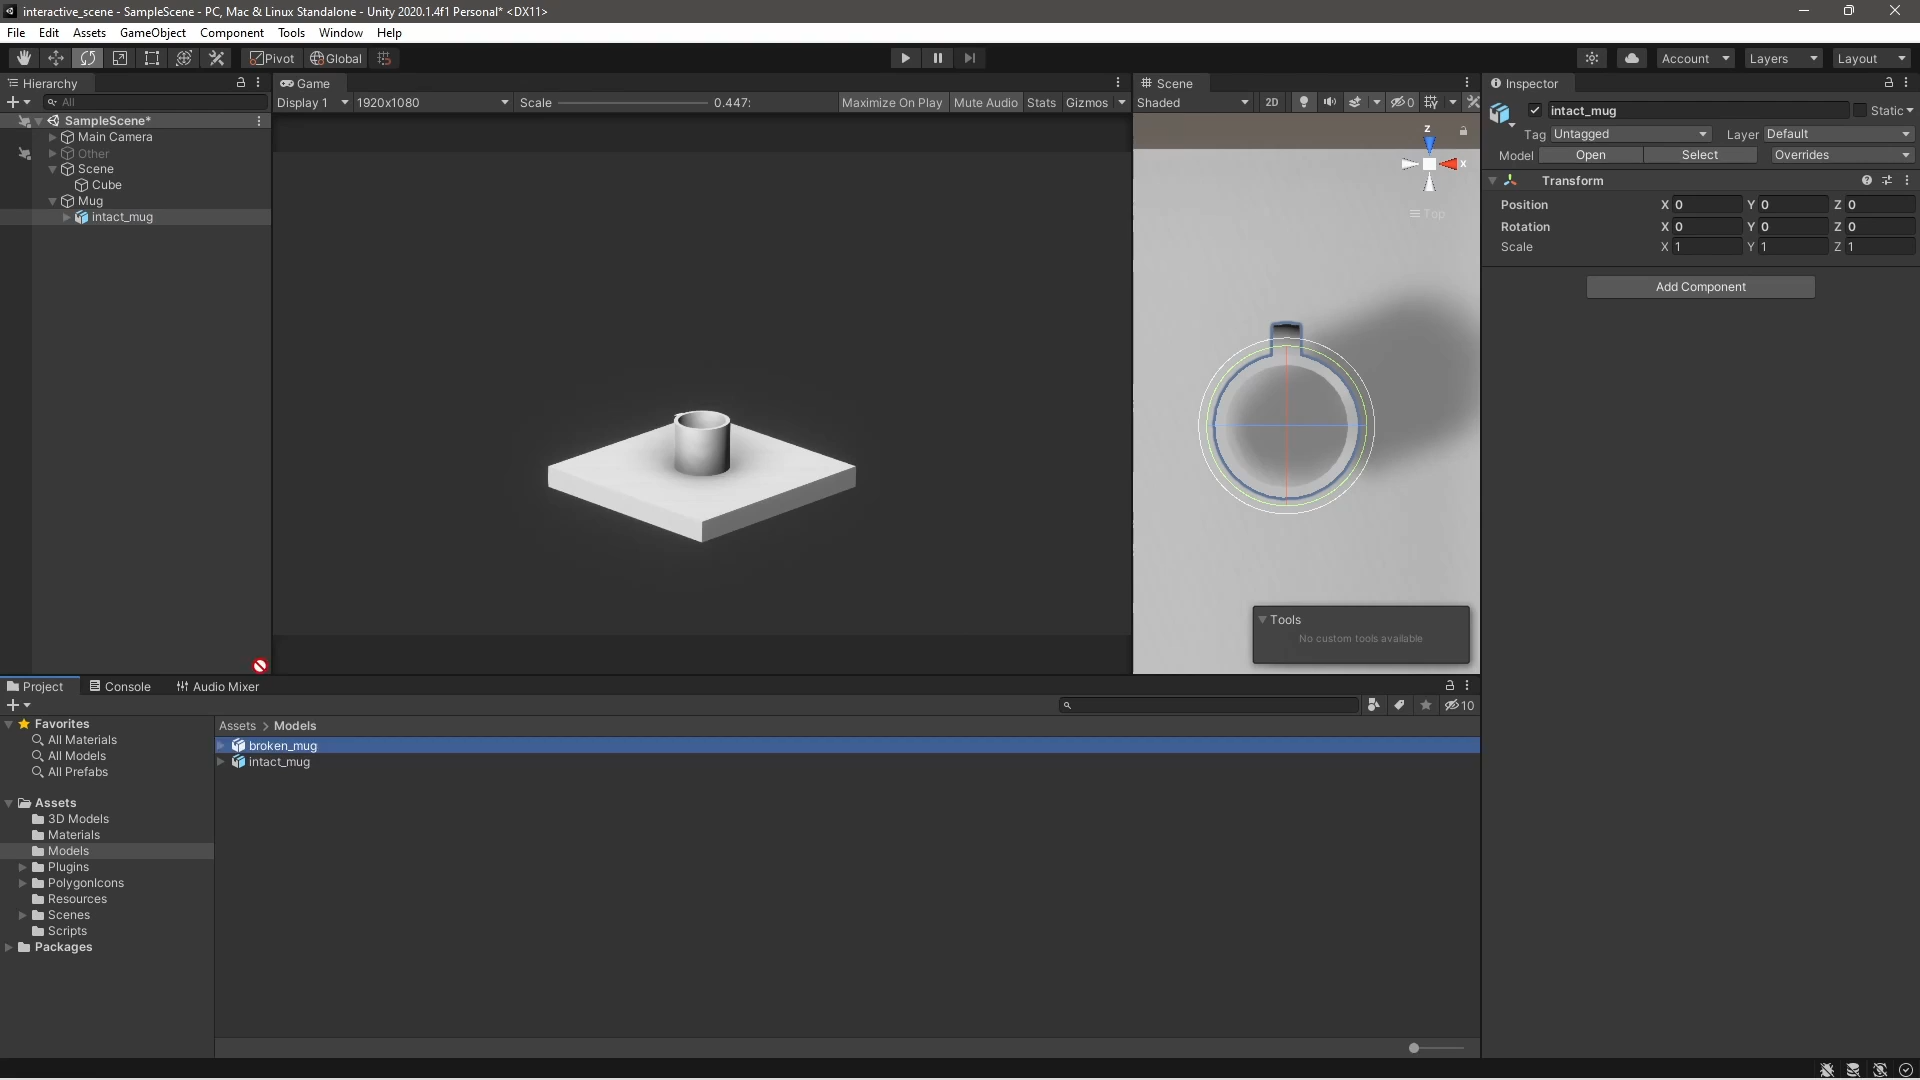 interactive_scene - SampleScene - PC, Mac & Linux Standalone - Unity 2020.1.4f1 Personal* <DX11>
File Edit Assets GameObject Component Tools Window Help
Pivot Global
Account Layers Layout
Hierarchy
All
SampleScene*
Main Camera
Other
Scene
Cube
Mug
intact_mug
Game
Display 1 1920x1080 Scale 0.447: Maximize On Play Mute Audio Stats Gizmos
Scene
Shaded 2D 0
z
x
Top
Tools
No custom tools available
Inspector
intact_mug Static
Tag Untagged Layer Default
Model Open Select Overrides
Transform
Position X 0 Y 0 Z 0
Rotation X 0 Y 0 Z 0
Scale X 1 Y 1 Z 1
Add Component
Project Console Audio Mixer
10
Favorites
All Materials
All Models
All Prefabs
Assets
3D Models
Materials
Models
Plugins
PolygonIcons
Resources
Scenes
Scripts
Packages
Assets > Models
broken_mug
intact_mug